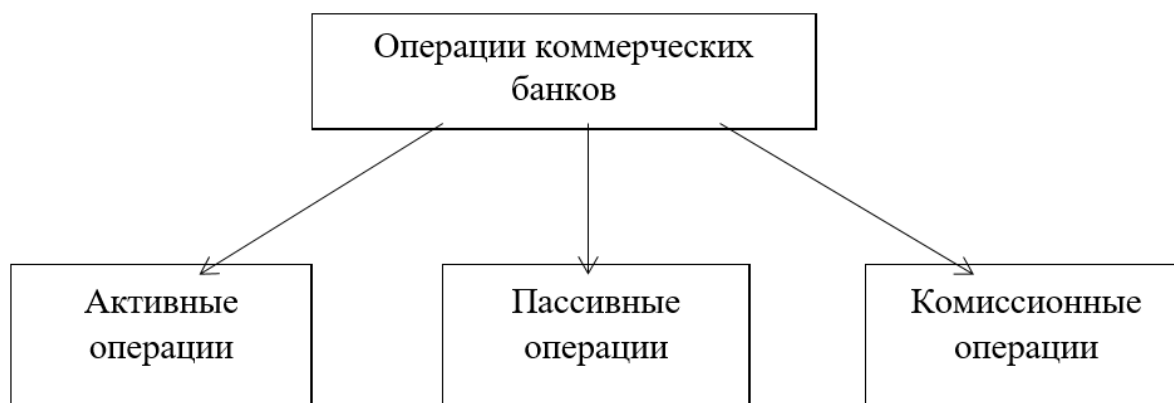 Операции коммерческих
банков
Активные
операции
Пассивные
операции
Комиссионные
операции